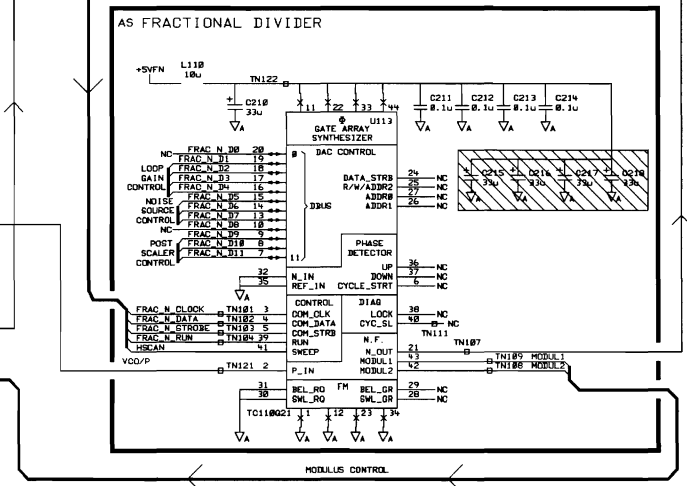 AS FRACTIONAL DIVIDER
+5VFN
L110
10u
TN122
+ C210
33u
A
11 22 33 44
C211
0.1u
C212
0.1u
C213
0.1u
C214
0.1u
A A A A
U113
Φ
GATE ARRAY
SYNTHESIZER
DAC CONTROL
C215
33u
C216
33u
C217
33u
C218
33u
NC FRAC_N_D0 20 0
FRAC_N_D1 19
LOOP FRAC_N_D2 18
GAIN FRAC_N_D3 17
CONTROL FRAC_N_D4 16
NOISE FRAC_N_D5 15
SOURCE FRAC_N_D6 14 DBUS
CONTROL FRAC_N_D7 13
NC FRAC_N_D8 10
FRAC_N_D9 9
POST FRAC_N_D10 8
SCALER FRAC_N_D11 7 11
CONTROL
DATA_STRB 24 NC
R/W/ADDR2 25 NC
ADDR0 27 NC
ADDR1 26 NC
PHASE
DETECTOR
UP 36 NC
DOWN 37 NC
CYCLE_STRT 6 NC
32 N_IN
35 REF_IN
A
CONTROL DIAG
FRAC_N_CLOCK TN101 3 COM_CLK
FRAC_N_DATA TN102 4 COM_DATA
FRAC_N_STROBE TN103 5 COM_STRB
FRAC_N_RUN TN104 39 RUN
HSCAN 41 SWEEP
LOCK 38 NC
CYC_SL 40 NC
TN111
N.F.
N_OUT 21 TN107
MODUL1 43 TN109 MODUL1
MODUL2 42 TN108 MODUL2
VCO/P
TN121 2 P_IN
FM
31 BEL_RQ BEL_GR 29 NC
30 SWL_RQ SWL_GR 28 NC
TC110G21 1 12 23 34
A A A A A
MODULUS CONTROL